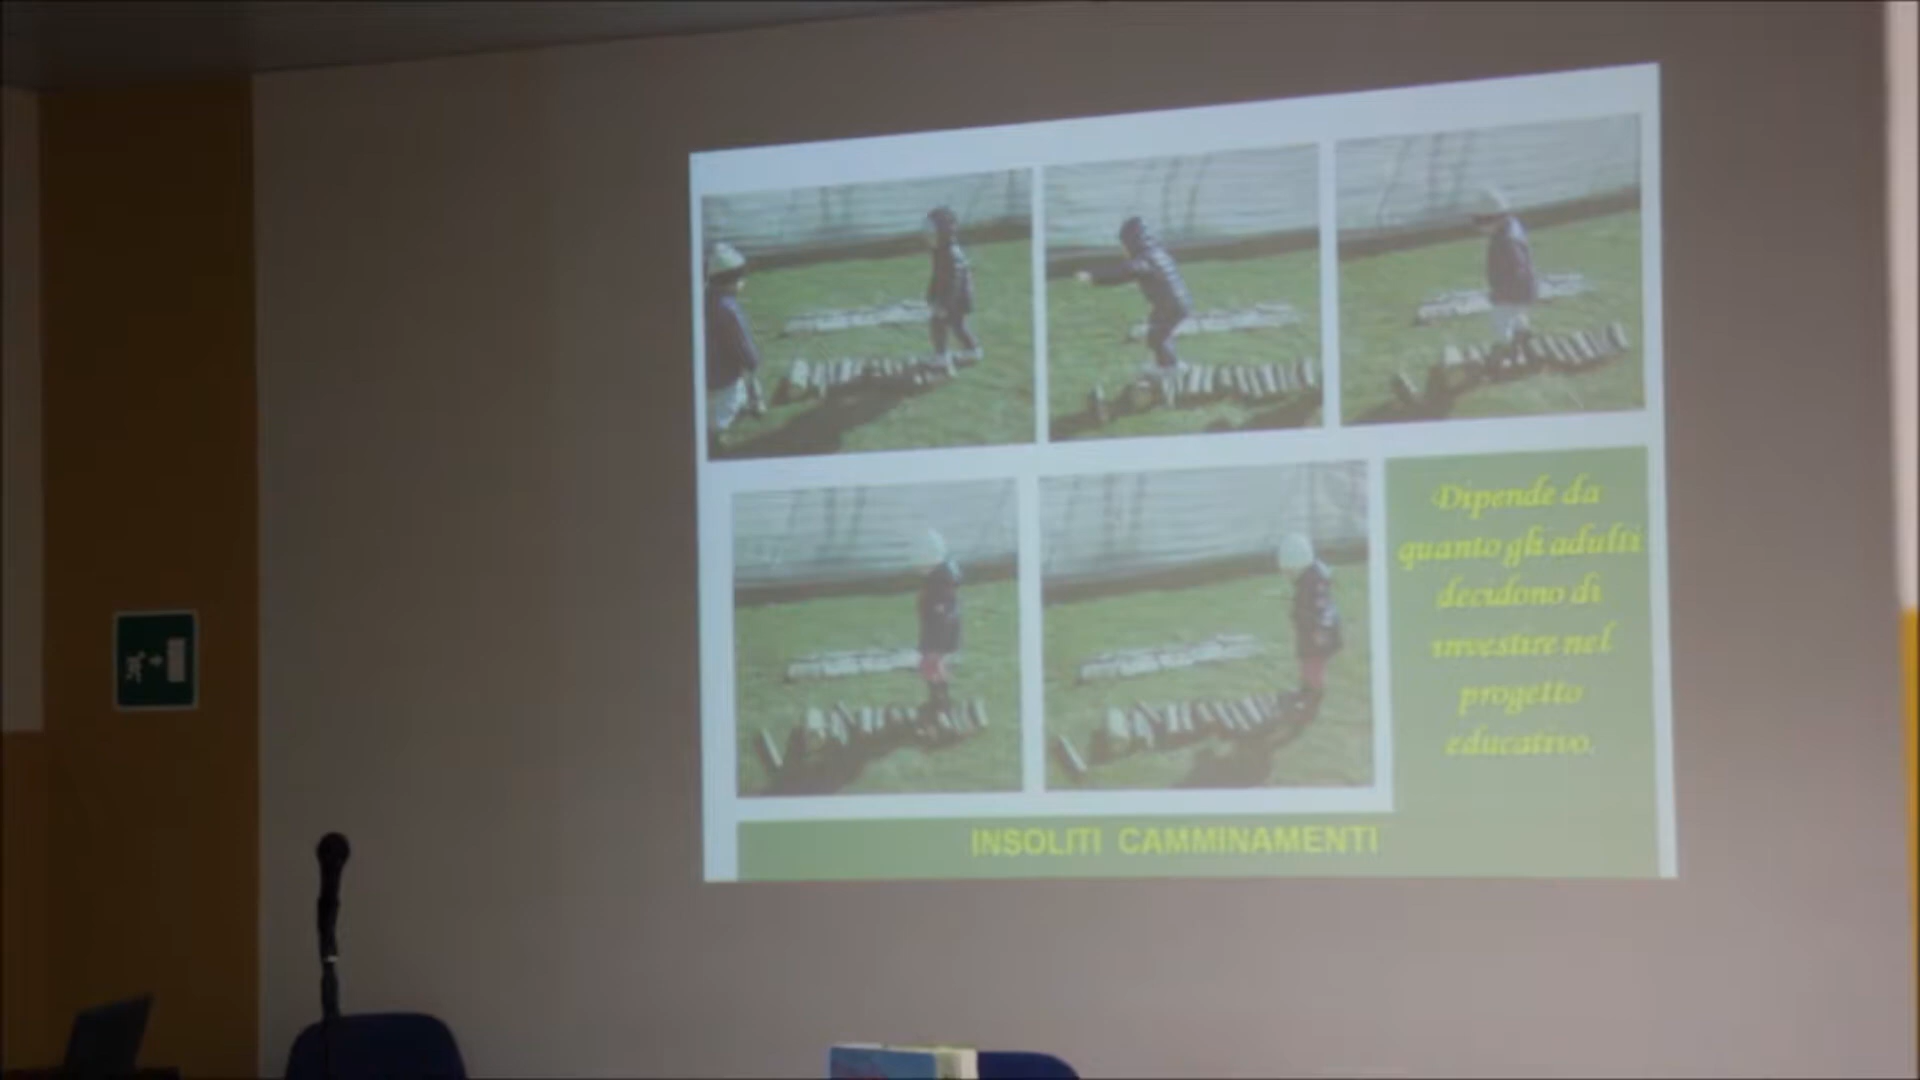 Dipende da
quanto gli adulti
decidono di
investire nel
progetto
educativo.
INSOLITI CAMMINAMENTI